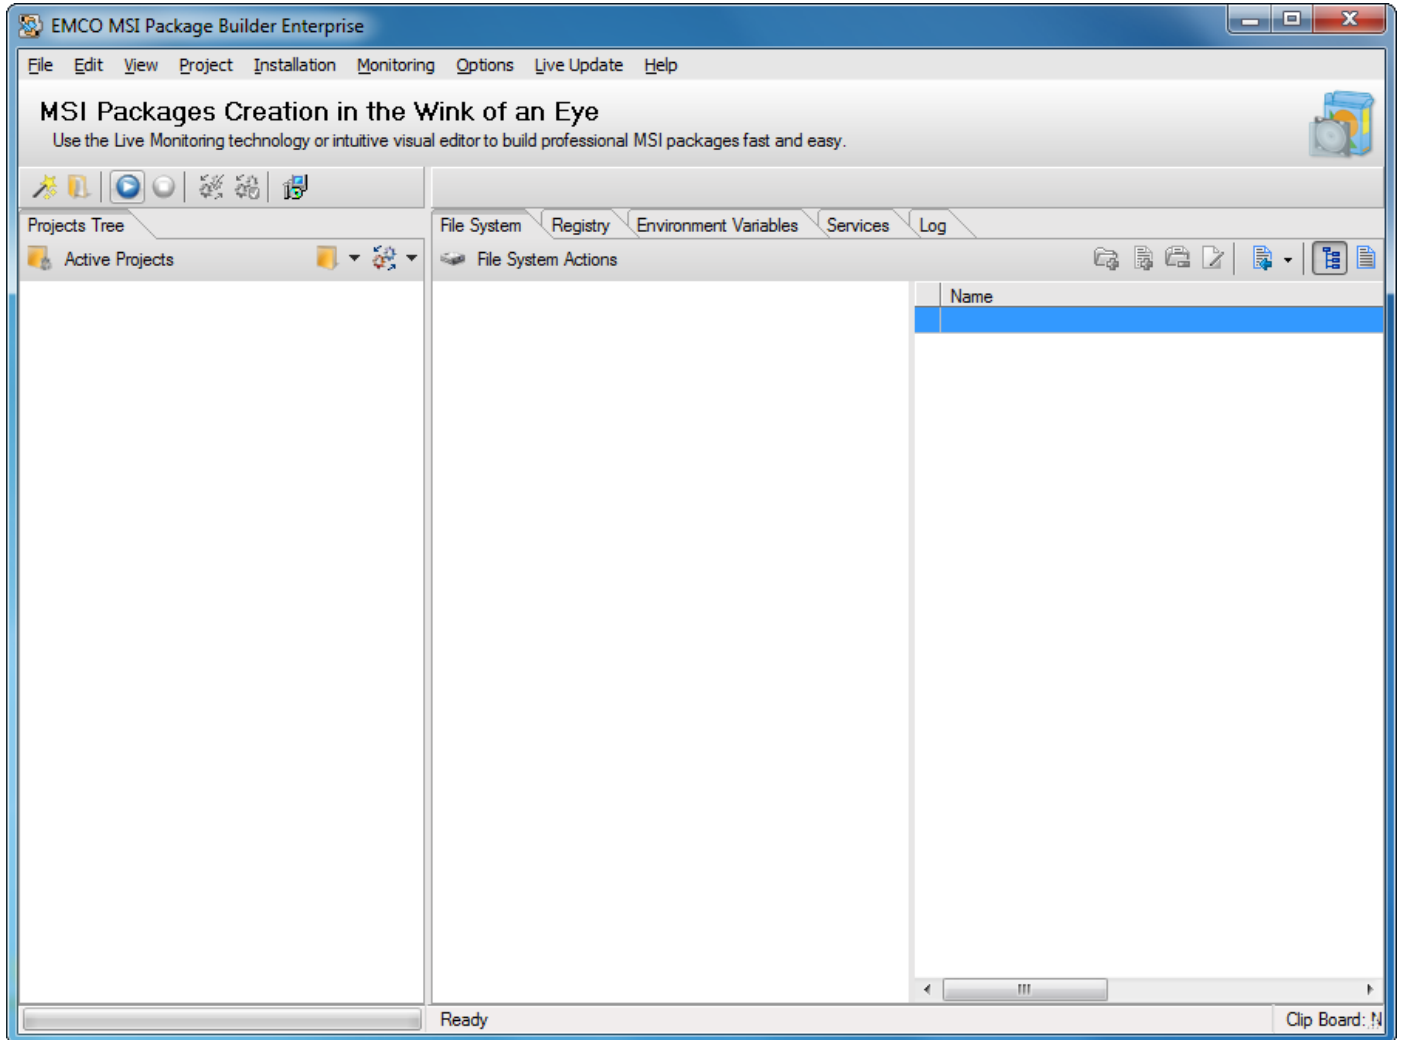 EMCO MSI Package Builder Enterprise
File Edit View Project Installation Monitoring Options Live Update Help
MSI Packages Creation in the Wink of an Eye
Use the Live Monitoring technology or intuitive visual editor to build professional MSI packages fast and easy.
Projects Tree
File System Registry Environment Variables Services Log
Active Projects
File System Actions
Name
Ready
Clip Board: N